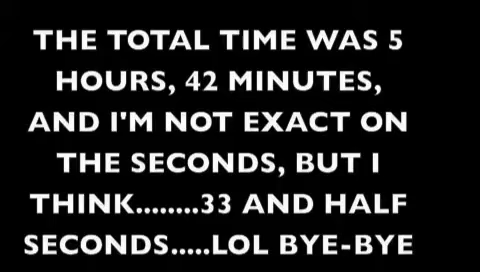 THE TOTAL TIME WAS 5
HOURS, 42 MINUTES,
AND I'M NOT EXACT ON
THE SECONDS, BUT I
THINK........33 AND HALF
SECONDS.....LOL BYE-BYE